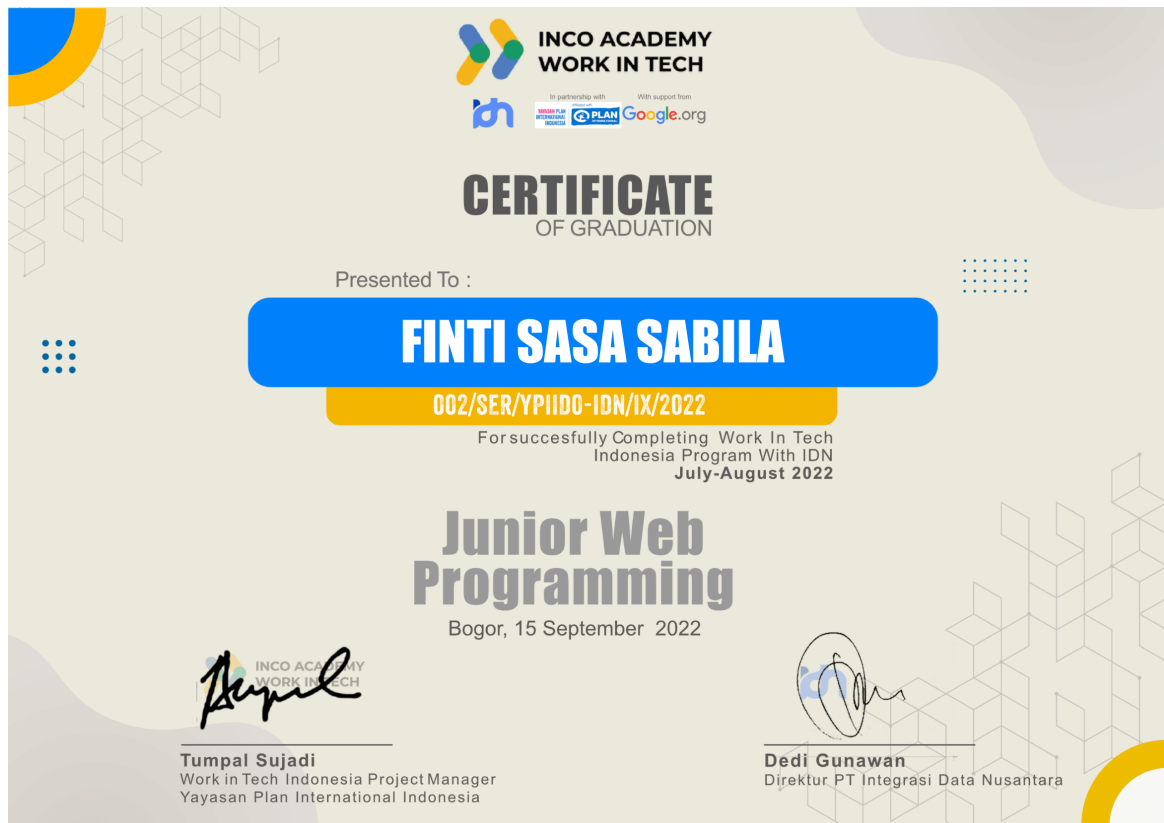 INCO ACADEMY
WORK IN TECH
In partnership with
With support from
idn
YAYASAN PLAN
INTERNATIONAL
INDONESIA
PLAN
Google.org
CERTIFICATE
OF GRADUATION
Presented To :
FINTI SASA SABILA
002/SER/YPIIDO-IDN/IX/2022
For succesfully Completing Work In Tech
Indonesia Program With IDN
July-August 2022
Junior Web
Programming
Bogor, 15 September 2022
INCO ACADEMY
WORK IN TECH
idn
Tumpal Sujadi
Work in Tech Indonesia Project Manager
Yayasan Plan International Indonesia
Dedi Gunawan
Direktur PT Integrasi Data Nusantara